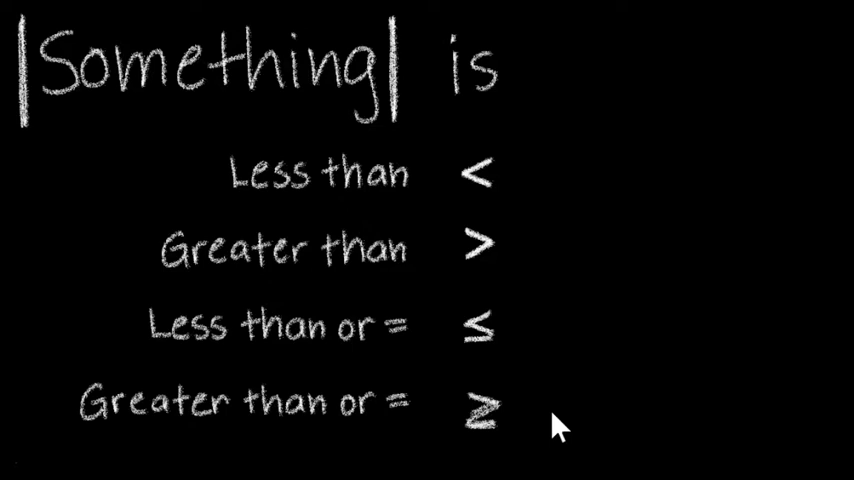 |Something| is
Less than <
Greater than >
Less than or = ≤
Greater than or = ≥